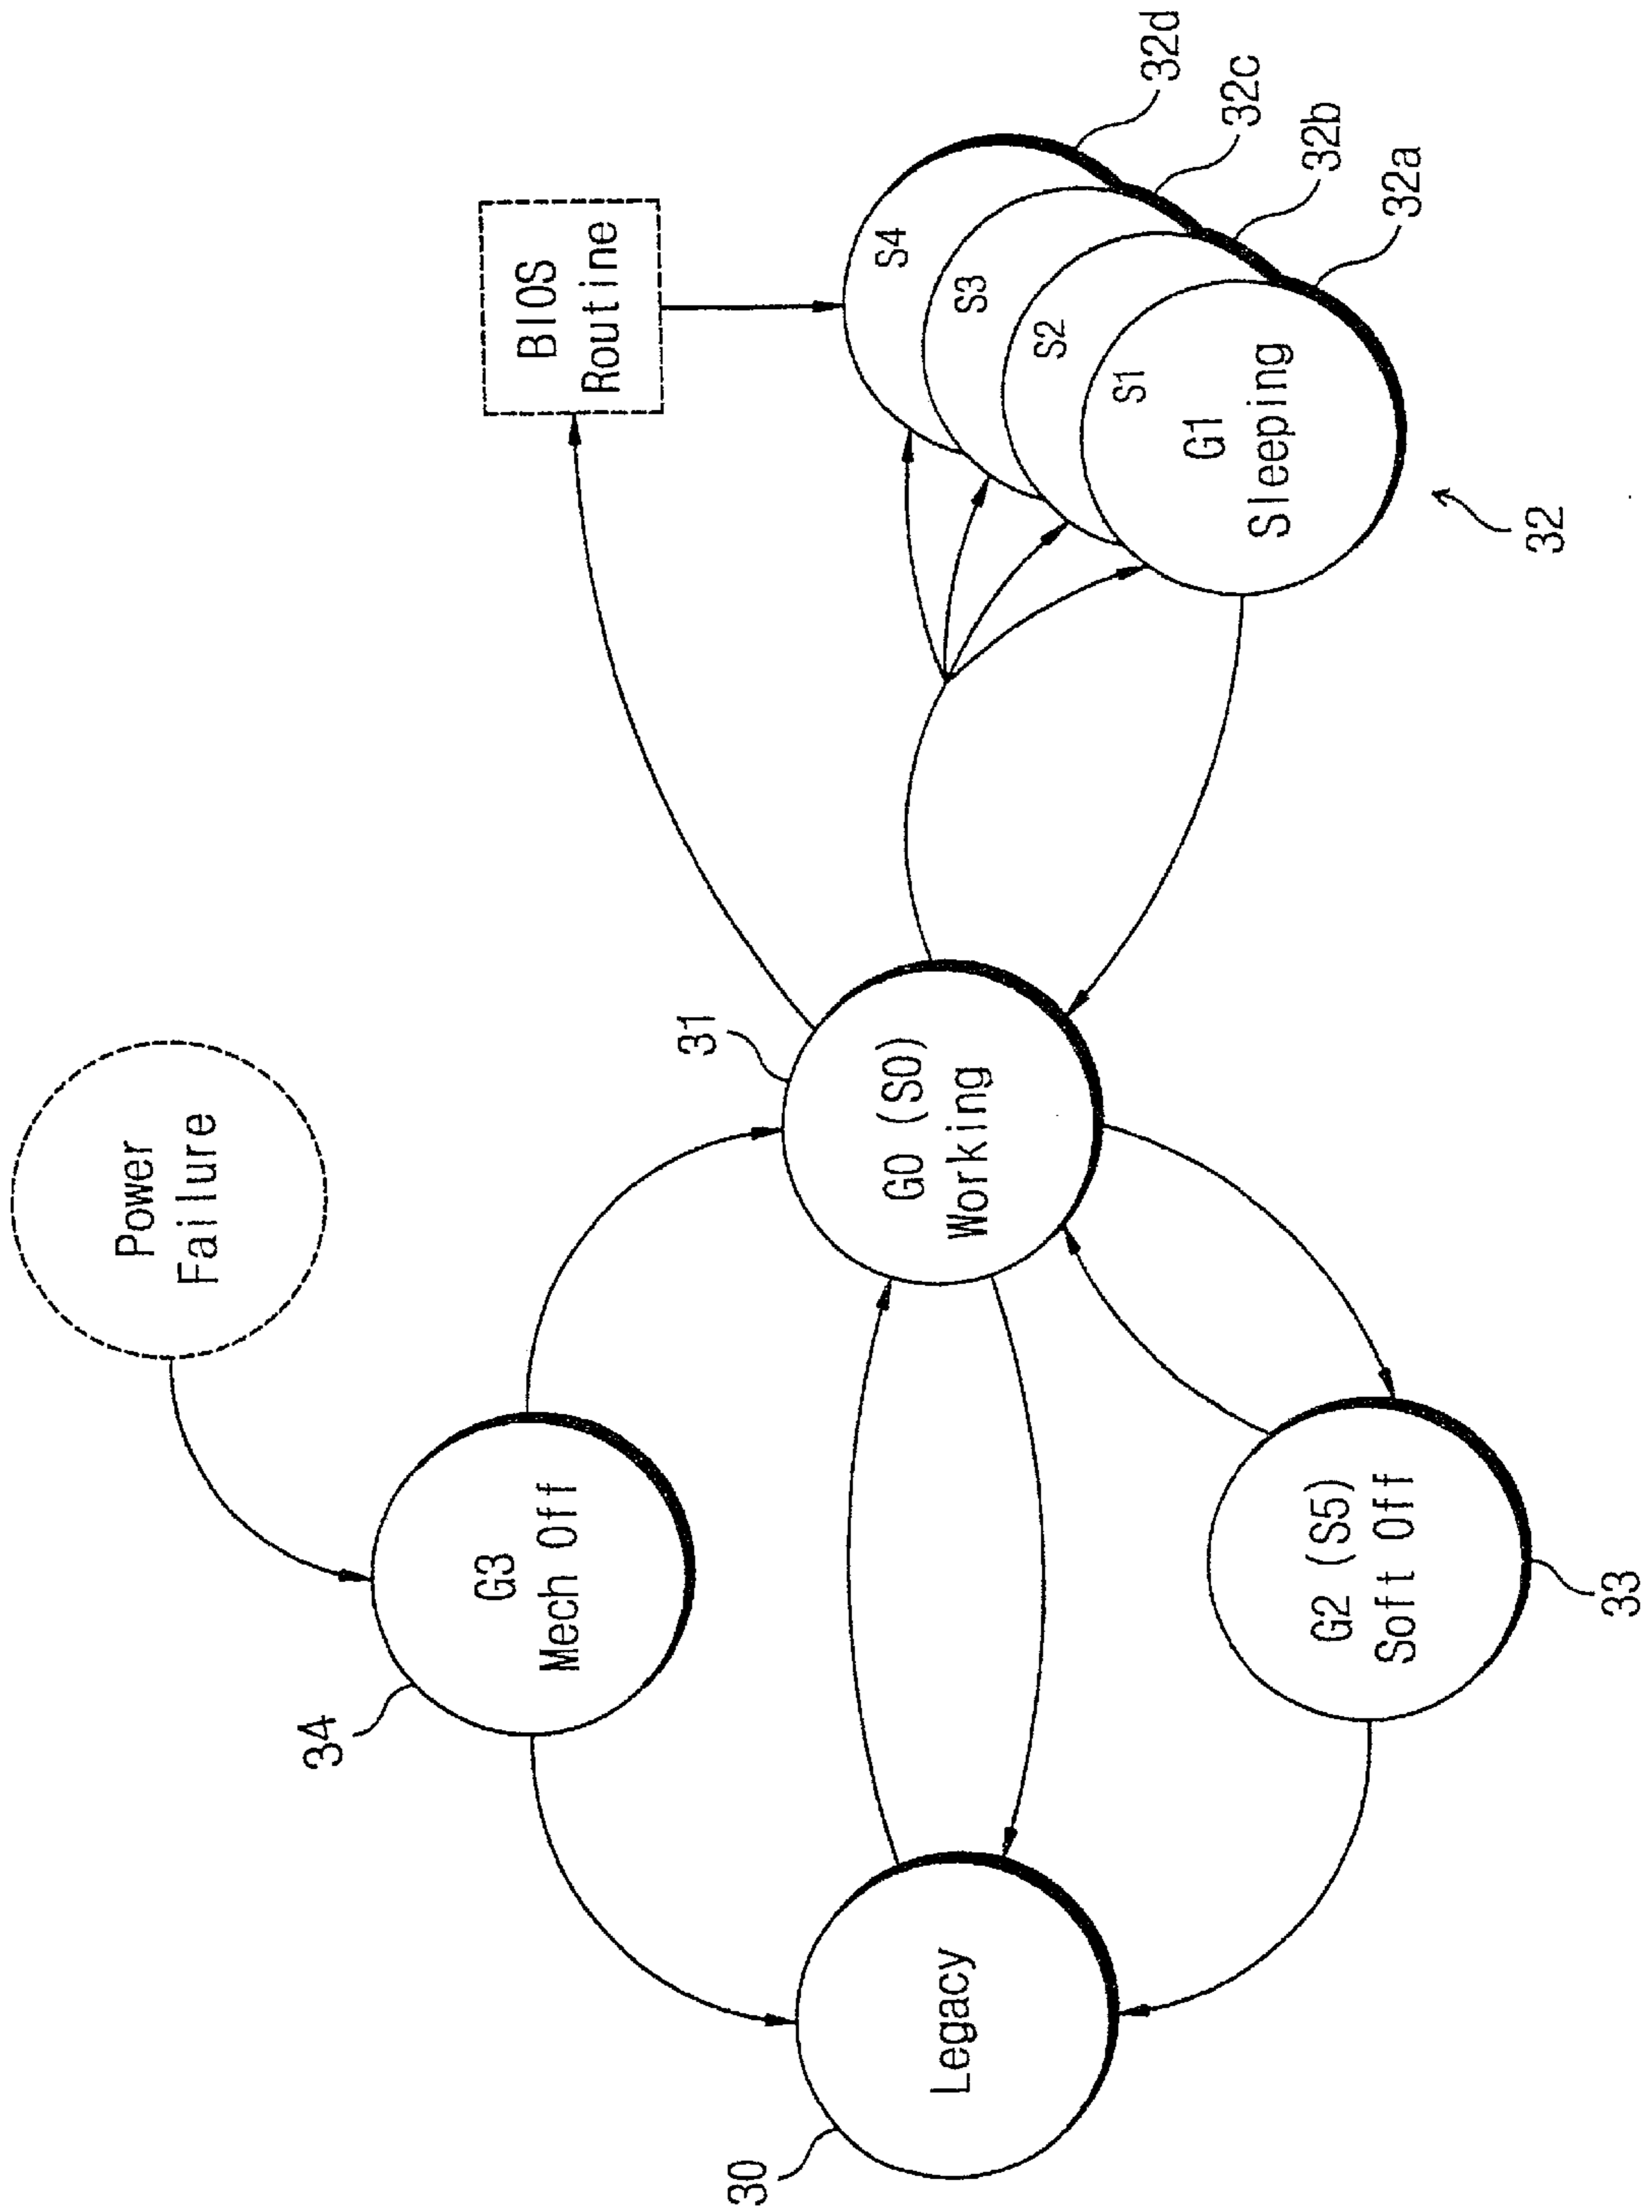 Power
Failure
34
G3
Mech Off
31
BIOS
Routine
30
Legacy
G0 (S0)
Working
S4
S3
S2
S1
G1
Sleeping
32d
32c
32b
32a
32
G2 (S5)
Soft Off
33